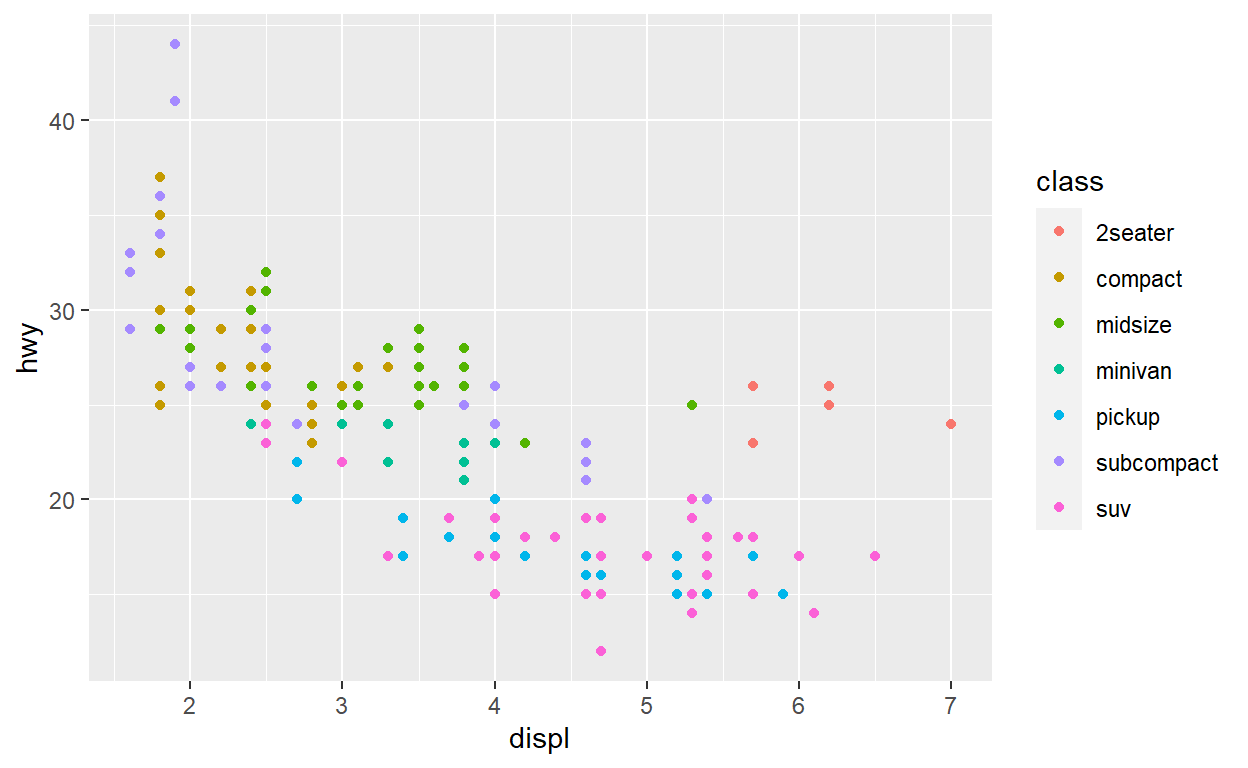 hwy
40
30
20
2
3
4
5
6
7
displ
class
2seater
compact
midsize
minivan
pickup
subcompact
suv